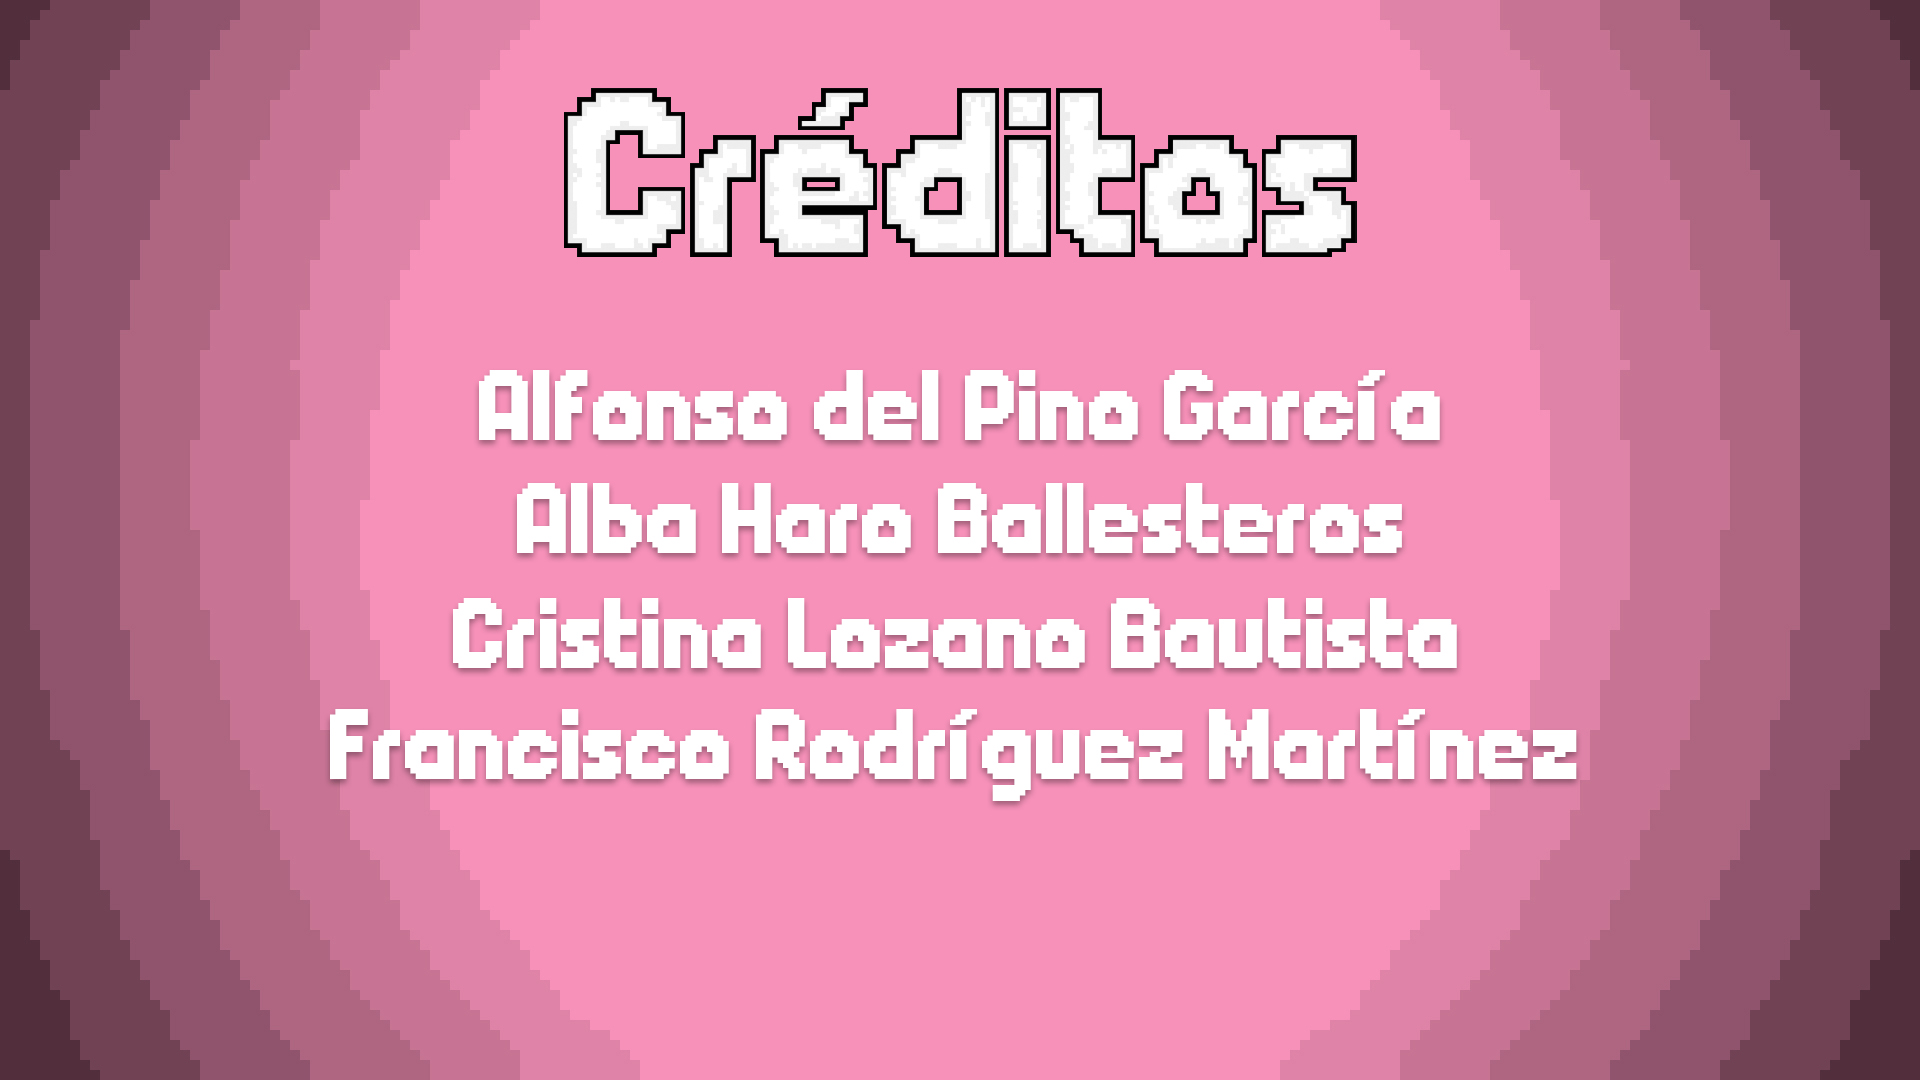 Créditos
Alfonso del Pino García
Alba Haro Ballesteros
Cristina Lozano Bautista
Francisco Rodríguez Martínez